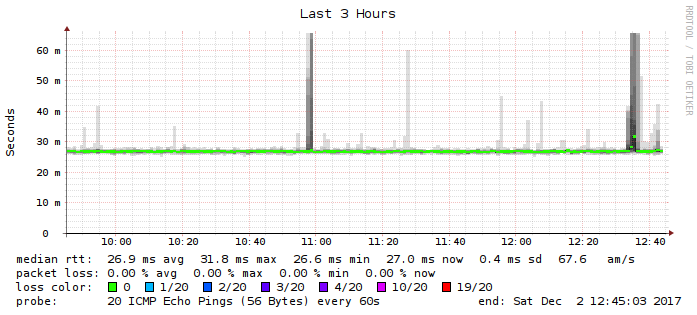 Last 3 Hours
RRDTOOL / TOBI OETIKER
Seconds
60 m
50 m
40 m
30 m
20 m
10 m
0
10:00 10:20 10:40 11:00 11:20 11:40 12:00 12:20 12:40
median rtt: 26.9 ms avg 31.8 ms max 26.6 ms min 27.0 ms now 0.4 ms sd 67.6 am/s
packet loss: 0.00 % avg 0.00 % max 0.00 % min 0.00 % now
loss color: 0 1/20 2/20 3/20 4/20 10/20 19/20
probe: 20 ICMP Echo Pings (56 Bytes) every 60s end: Sat Dec 2 12:45:03 2017